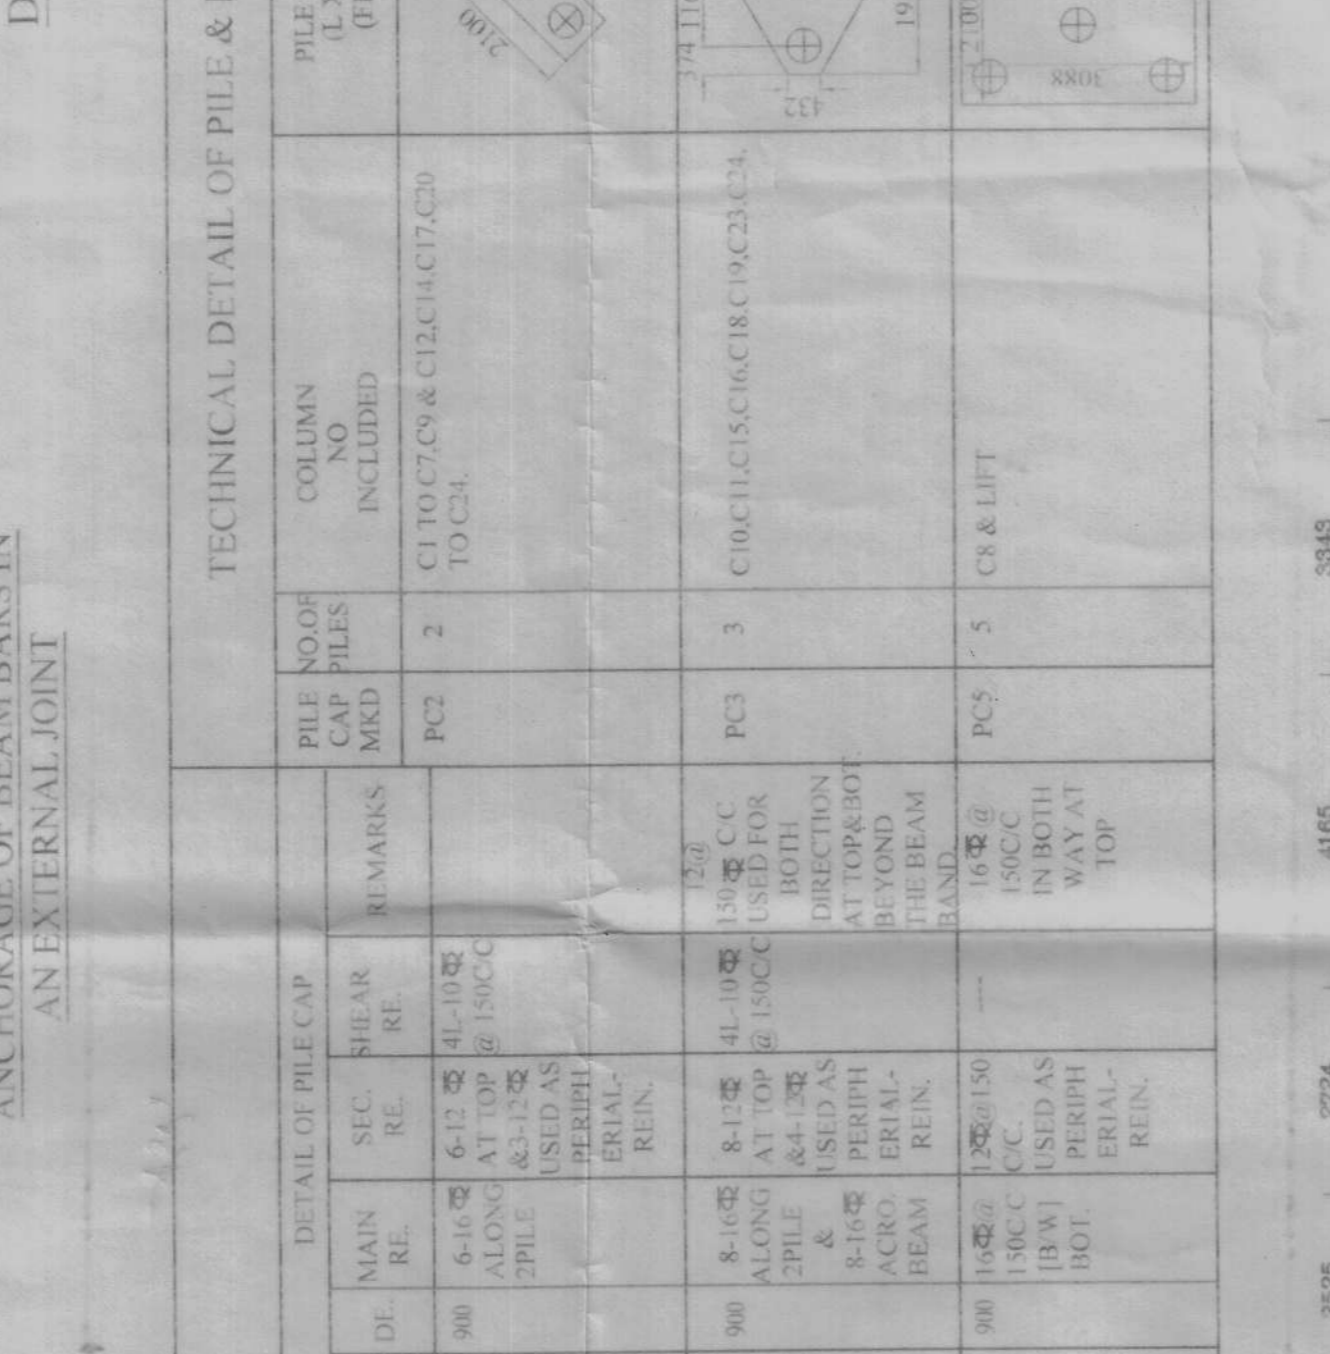 ANCHORAGE OF BEAM BARS IN
AN EXTERNAL JOINT
TECHNICAL DETAIL OF PILE &
DETAIL OF PILE CAP
DE.
MAIN
RE.
SEC.
RE.
SHEAR
RE.
REMARKS
PILE
CAP
MKD
NO.OF
PILES
COLUMN
NO
INCLUDED
PILE
(L X
900
6-16
ALONG
2PILE
6-12
AT TOP
&3-12
USED AS
PERIPH
ERIAL-
REIN.
4L-10
@ 150C/C
PC2
2
C1 TO C7,C9 & C12,C14,C17,C20
TO C24.
2100
900
8-16
ALONG
2PILE
&
8-16
ACRO.
BEAM
8-12
AT TOP
&4-12
USED AS
PERIPH
ERIAL-
REIN.
4L-10
@ 150C/C
12@
150 C C
USED FOR
BOTH
DIRECTION
AT TOP&BOT.
BEYOND
THE BEAM
BAND.
PC3
3
C10,C11,C15,C16,C18,C19,C23,C24.
374
432
900
16@
150C.C
[B/W]
BOT.
12@150
C/C.
USED AS
PERIPH
ERIAL-
REIN.
----
16@
150C/C
IN BOTH
WAY AT
TOP
PC5
5
C8 & LIFT
2100
3088
2224
4165
3343